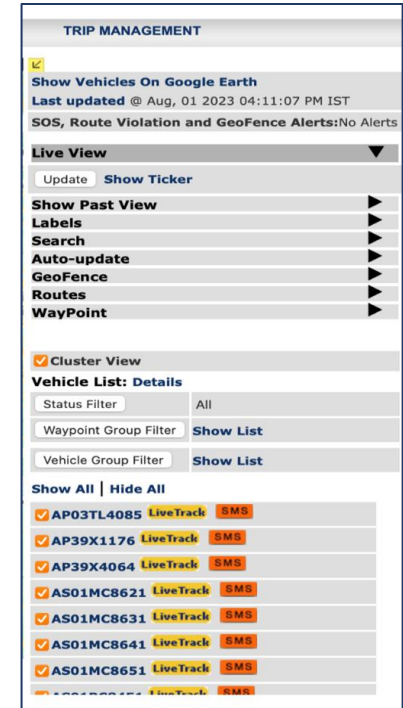 TRIP MANAGEMENT
Show Vehicles On Google Earth
Last updated @ Aug, 01 2023 04:11:07 PM IST
SOS, Route Violation and GeoFence Alerts:No Alerts
Live View
Update Show Ticker
Show Past View
Labels
Search
Auto-update
GeoFence
Routes
WayPoint
Cluster View
Vehicle List: Details
Status Filter All
Waypoint Group Filter Show List
Vehicle Group Filter Show List
Show All | Hide All
AP03TL4085 LiveTrack SMS
AP39X1176 LiveTrack SMS
AP39X4064 LiveTrack SMS
AS01MC8621 LiveTrack SMS
AS01MC8631 LiveTrack SMS
AS01MC8641 LiveTrack SMS
AS01MC8651 LiveTrack SMS
LiveTrack SMS